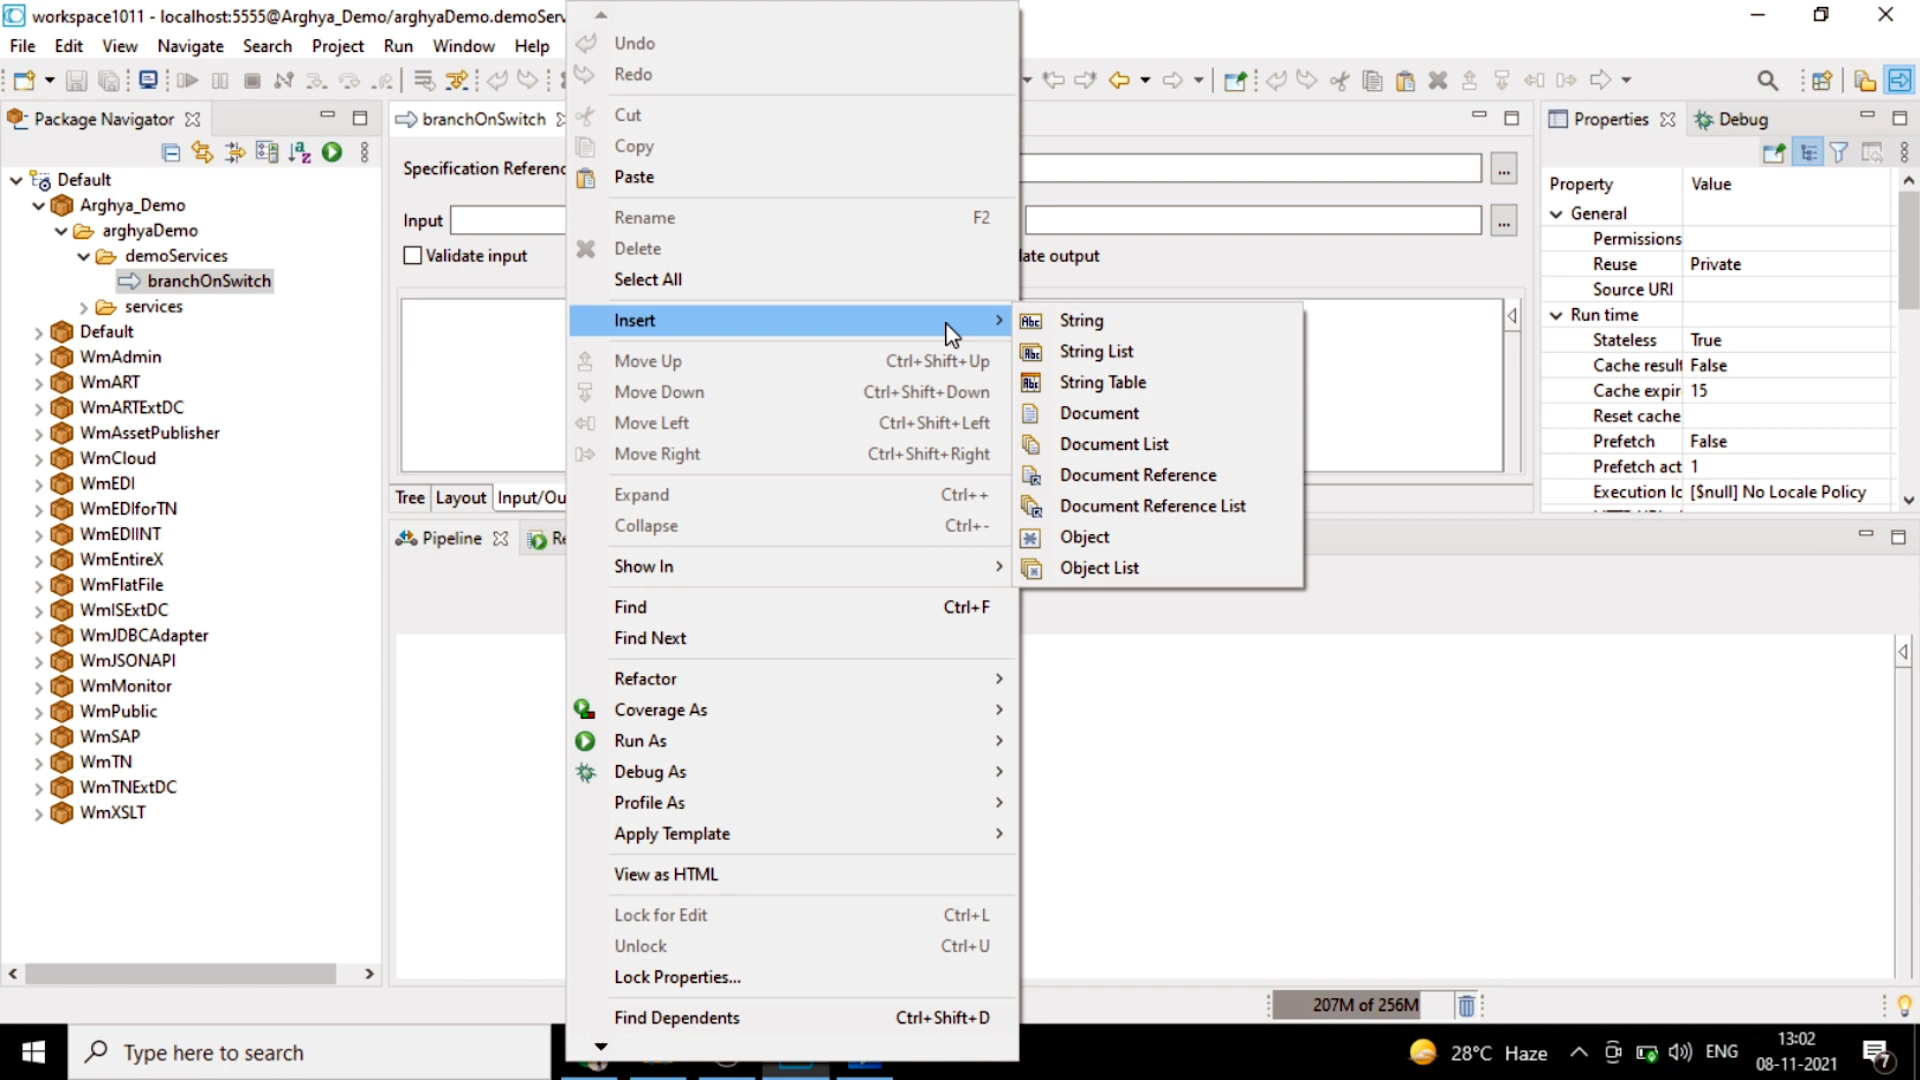 workspace1011 - localhost:5555@Arghya_Demo/arghyaDemo.demoServ
File Edit View Navigate Search Project Run Window Help
Package Navigator
Default
Arghya_Demo
arghyaDemo
demoServices
branchOnSwitch
services
Default
WmAdmin
WmART
WmARTExtDC
WmAssetPublisher
WmCloud
WmEDI
WmEDIforTN
WmEDIINT
WmEntireX
WmFlatFile
WmISExtDC
WmJDBCAdapter
WmJSONAPI
WmMonitor
WmPublic
WmSAP
WmTN
WmTNExtDC
WmXSLT
branchOnSwitch
Specification Referenc
...
Input
...
Validate input
ate output
Tree Layout Input/Ou
Pipeline Re
Undo
Redo
Cut
Copy
Paste
Rename F2
Delete
Select All
Insert
Move Up Ctrl+Shift+Up
Move Down Ctrl+Shift+Down
Move Left Ctrl+Shift+Left
Move Right Ctrl+Shift+Right
Expand Ctrl++
Collapse Ctrl+-
Show In
Find Ctrl+F
Find Next
Refactor
Coverage As
Run As
Debug As
Profile As
Apply Template
View as HTML
Lock for Edit Ctrl+L
Unlock Ctrl+U
Lock Properties...
Find Dependents Ctrl+Shift+D
Abc String
Abc String List
Abc String Table
Document
Document List
Document Reference
Document Reference List
Object
Object List
Properties Debug
Property Value
General
Permissions
Reuse Private
Source URI
Run time
Stateless True
Cache result False
Cache expir 15
Reset cache
Prefetch False
Prefetch act 1
Execution Lc [$null] No Locale Policy
207M of 256M
Type here to search
28°C Haze
ENG
13:02
08-11-2021
7